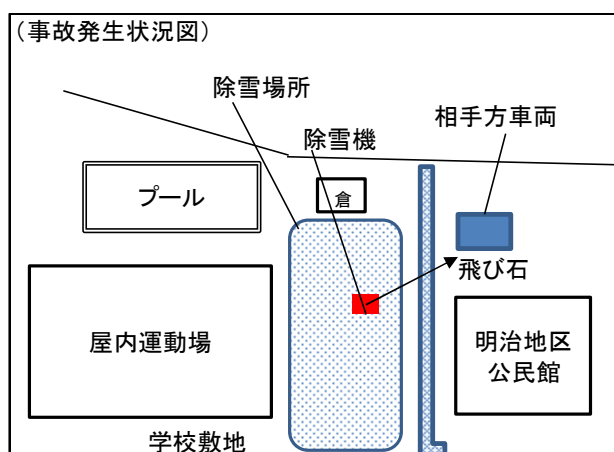 （事故発生状況図）
除雪場所
相手方車両
除雪機
プール
倉
飛び石
屋内運動場
明治地区
公民館
学校敷地